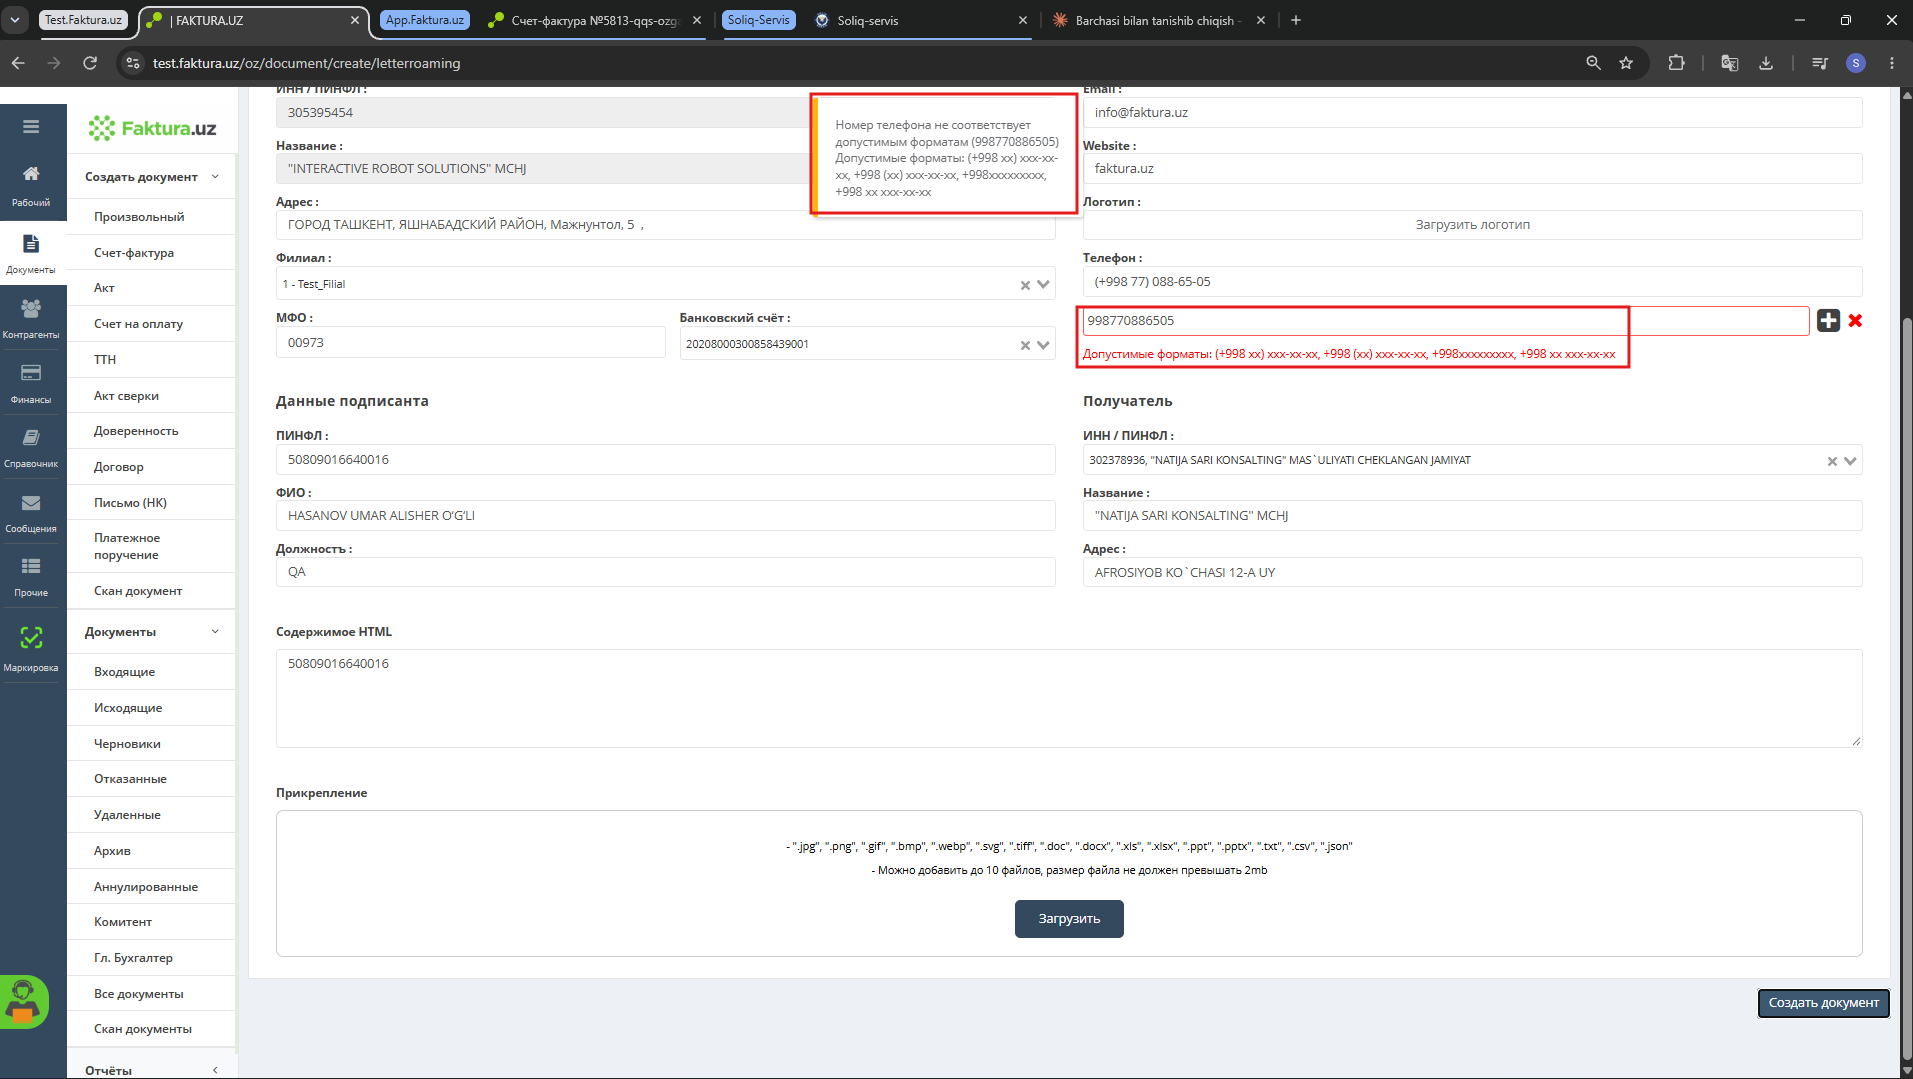 Test.Faktura.uz
| FAKTURA.UZ
App.Faktura.uz
Счет-фактура №5813-qqs-ozga
Soliq-Servis
Soliq-servis
Barchasi bilan tanishib chiqish -
test.faktura.uz/oz/document/create/letterroaming
S
Faktura.uz
Рабочий
Документы
Контрагенты
Финансы
Справочник
Сообщения
Прочие
Маркировка
Создать документ
Произвольный
Счет-фактура
Акт
Счет на оплату
ТТН
Акт сверки
Доверенность
Договор
Письмо (НК)
Платежное
поручение
Скан документ
Документы
Входящие
Исходящие
Черновики
Отказанные
Удаленные
Архив
Аннулированные
Комитент
Гл. Бухгалтер
Все документы
Скан документы
Отчёты
ИНН / ПИНФЛ :
305395454
Название :
"INTERACTIVE ROBOT SOLUTIONS" MCHJ
Адрес :
ГОРОД ТАШКЕНТ, ЯШНАБАДСКИЙ РАЙОН, Мажнунтол, 5 ,
Филиал :
1 - Test_Filial
МФО :
00973
Банковский счёт :
20208000300858439001
Номер телефона не соответствует
допустимым форматам (998770886505)
Допустимые форматы: (+998 xx) xxx-xx-
xx, +998 (xx) xxx-xx-xx, +998xxxxxxxxx,
+998 xx xxx-xx-xx
Email :
info@faktura.uz
Website :
faktura.uz
Логотип :
Загрузить логотип
Телефон :
(+998 77) 088-65-05
998770886505
Допустимые форматы: (+998 xx) xxx-xx-xx, +998 (xx) xxx-xx-xx, +998xxxxxxxxx, +998 xx xxx-xx-xx
Данные подписанта
ПИНФЛ :
50809016640016
ФИО :
HASANOV UMAR ALISHER O‘G‘LI
Должностъ :
QA
Получатель
ИНН / ПИНФЛ :
302378936, "NATIJA SARI KONSALTING" MAS`ULIYATI CHEKLANGAN JAMIYAT
Название :
"NATIJA SARI KONSALTING" MCHJ
Адрес :
AFROSIYOB KO`CHASI 12-A UY
Содержимое HTML
50809016640016
Прикрепление
- ".jpg", ".png", ".gif", ".bmp", ".webp", ".svg", ".tiff", ".doc", ".docx", ".xls", ".xlsx", ".ppt", ".pptx", ".txt", ".csv", ".json"
- Можно добавить до 10 файлов, размер файла не должен превышать 2mb
Загрузить
Создать документ